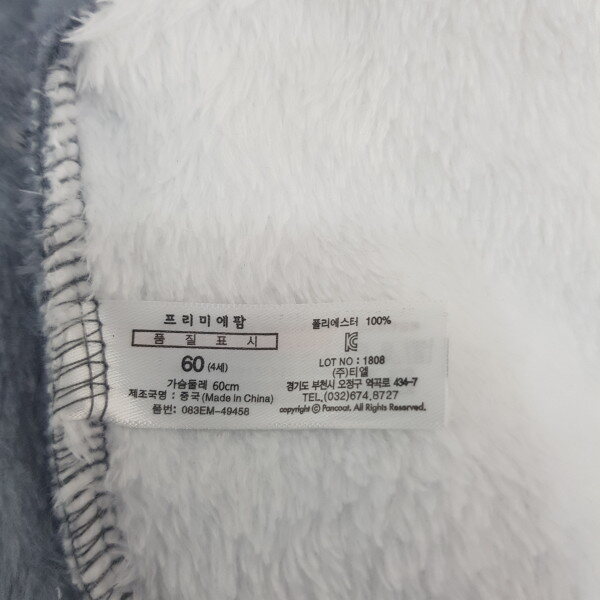 프리미에팜
품 질 표 시
60 (4세)
가슴둘레 60cm
제조국명 : 중국(Made in China)
품번: 083EM-49458
폴리에스터 100%
KC
LOT NO : 1808
(주)티엘
경기도 부천시 오정구 역곡로 434-7
TEL.(032)674.8727
copyright © Pancoat. All Rights Reserved.